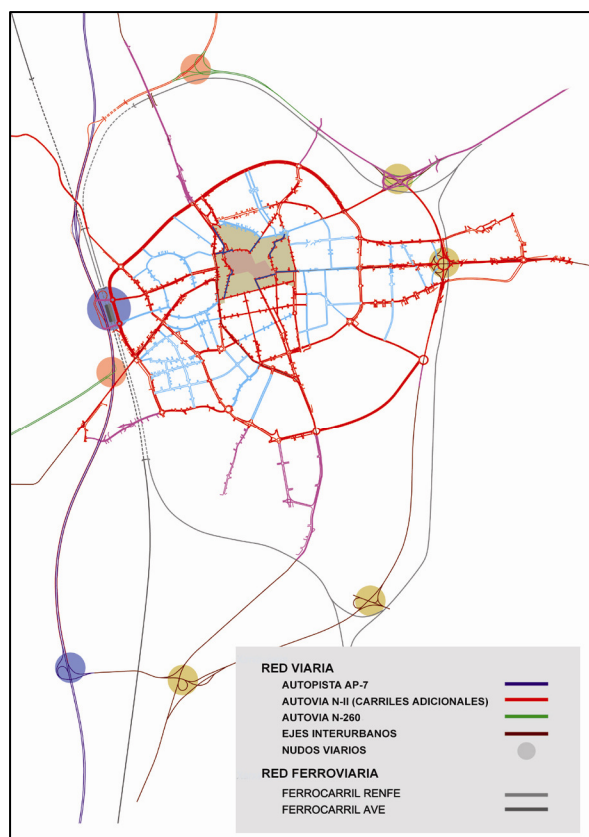 RED VIARIA
AUTOPISTA AP-7
AUTOVIA N-II (CARRILES ADICIONALES)
AUTOVIA N-260
EJES INTERURBANOS
NUDOS VIARIOS
RED FERROVIARIA
FERROCARRIL RENFE
FERROCARRIL AVE